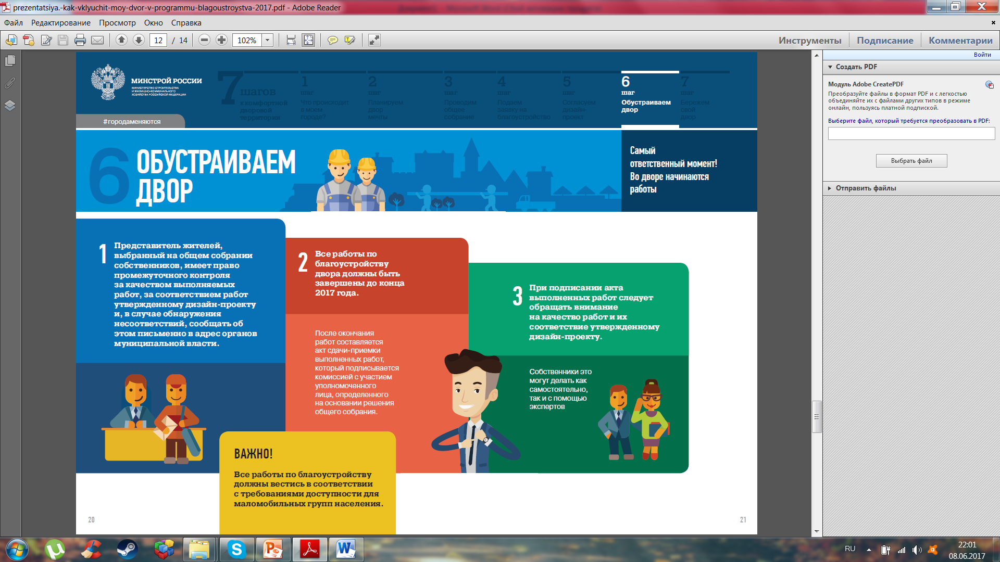 prezentatsiya.-kak-vklyuchit-moy-dvor-v-programmu-blagoustroystva-2017.pdf - Adobe Reader
Файл Редактирование Просмотр Окно Справка
12 / 14 102%
Инструменты Подписание Комментарии
Войти
Создать PDF
Модуль Adobe CreatePDF
Преобразуйте файлы в формат PDF и с легкостью
объединяйте их с файлами других типов в режиме
онлайн, пользуясь платной подпиской.
Выберите файл, который требуется преобразовать в PDF:
Выбрать файл
Отправить файлы
МИНСТРОЙ РОССИИ
МИНИСТЕРСТВО СТРОИТЕЛЬСТВА
И ЖИЛИЩНО-КОММУНАЛЬНОГО
ХОЗЯЙСТВА РОССИЙСКОЙ ФЕДЕРАЦИИ
#городаменяются
7 шагов
к комфортной
дворовой
территории
1
шаг
Что происходит
в моем
городе?
2
шаг
Планируем
двор
мечты
3
шаг
Проводим
общее
собрание
4
шаг
Подаем
заявку на
благоустройство
5
шаг
Согласуем
дизайн-
проект
6
шаг
Обустраиваем
двор
7
шаг
Бережем
свой
двор
6 ОБУСТРАИВАЕМ
ДВОР
Самый
ответственный момент!
Во дворе начинаются
работы
1 Представитель жителей,
выбранный на общем собрании
собственников, имеет право
промежуточного контроля
за качеством выполняемых
работ, за соответствием работ
утвержденному дизайн-проекту
и, в случае обнаружения
несоответствий, сообщать об
этом письменно в адрес органов
муниципальной власти.
2 Все работы по
благоустройству
двора должны быть
завершены до конца
2017 года.
После окончания
работ составляется
акт сдачи-приемки
выполненных работ,
который подписывается
комиссией с участием
уполномоченного
лица, определенного
на основании решения
общего собрания.
3 При подписании акта
выполненных работ следует
обращать внимание
на качество работ и их
соответствие утвержденному
дизайн-проекту.
Собственники это
могут делать как
самостоятельно,
так и с помощью
экспертов
ВАЖНО!
Все работы по благоустройству
должны вестись в соответствии
с требованиями доступности для
маломобильных групп населения.
20
21
RU
22:01
08.06.2017